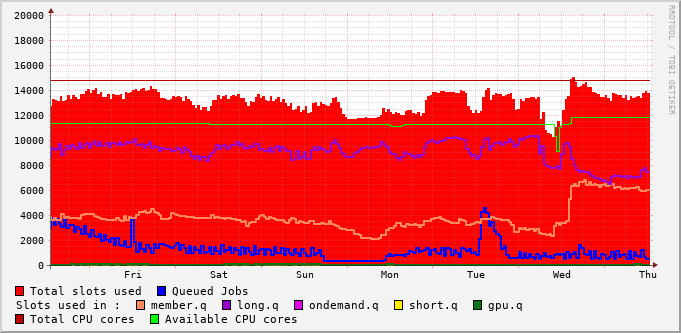 20000
18000
16000
14000
12000
10000
8000
6000
4000
2000
0
Fri Sat Sun Mon Tue Wed Thu
RRDTOOL / TOBI OETIKER
Total slots used Queued Jobs
Slots used in : member.q long.q ondemand.q short.q gpu.q
Total CPU cores Available CPU cores